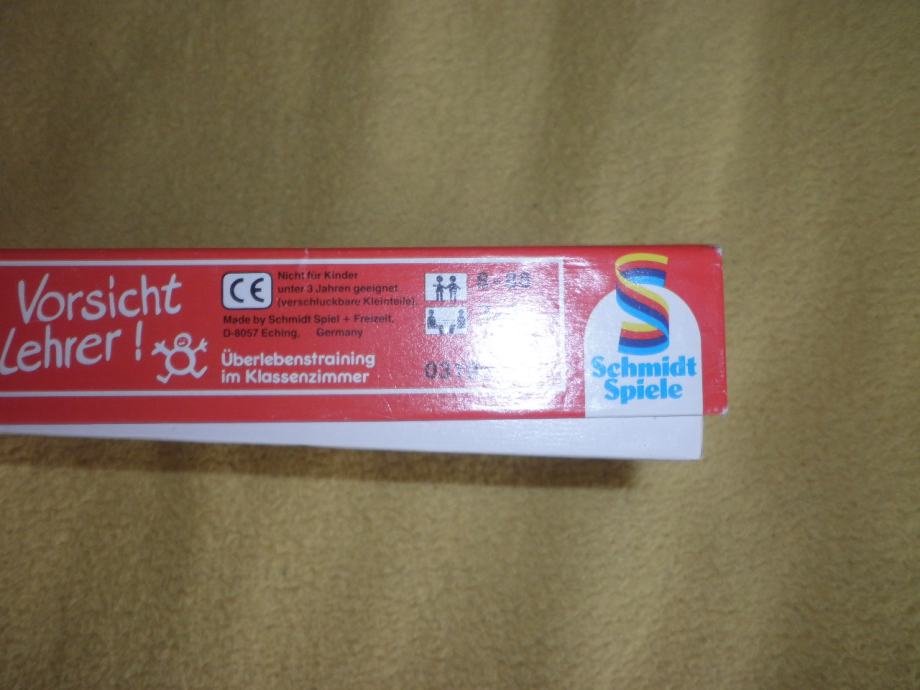 Vorsicht
Lehrer!
CE
Nicht für Kinder
unter 3 Jahren geeignet
(verschluckbare Kleinteile).
Made by Schmidt Spiel + Freizeit,
D-8057 Eching, Germany
Überlebenstraining
im Klassenzimmer
Schmidt
Spiele